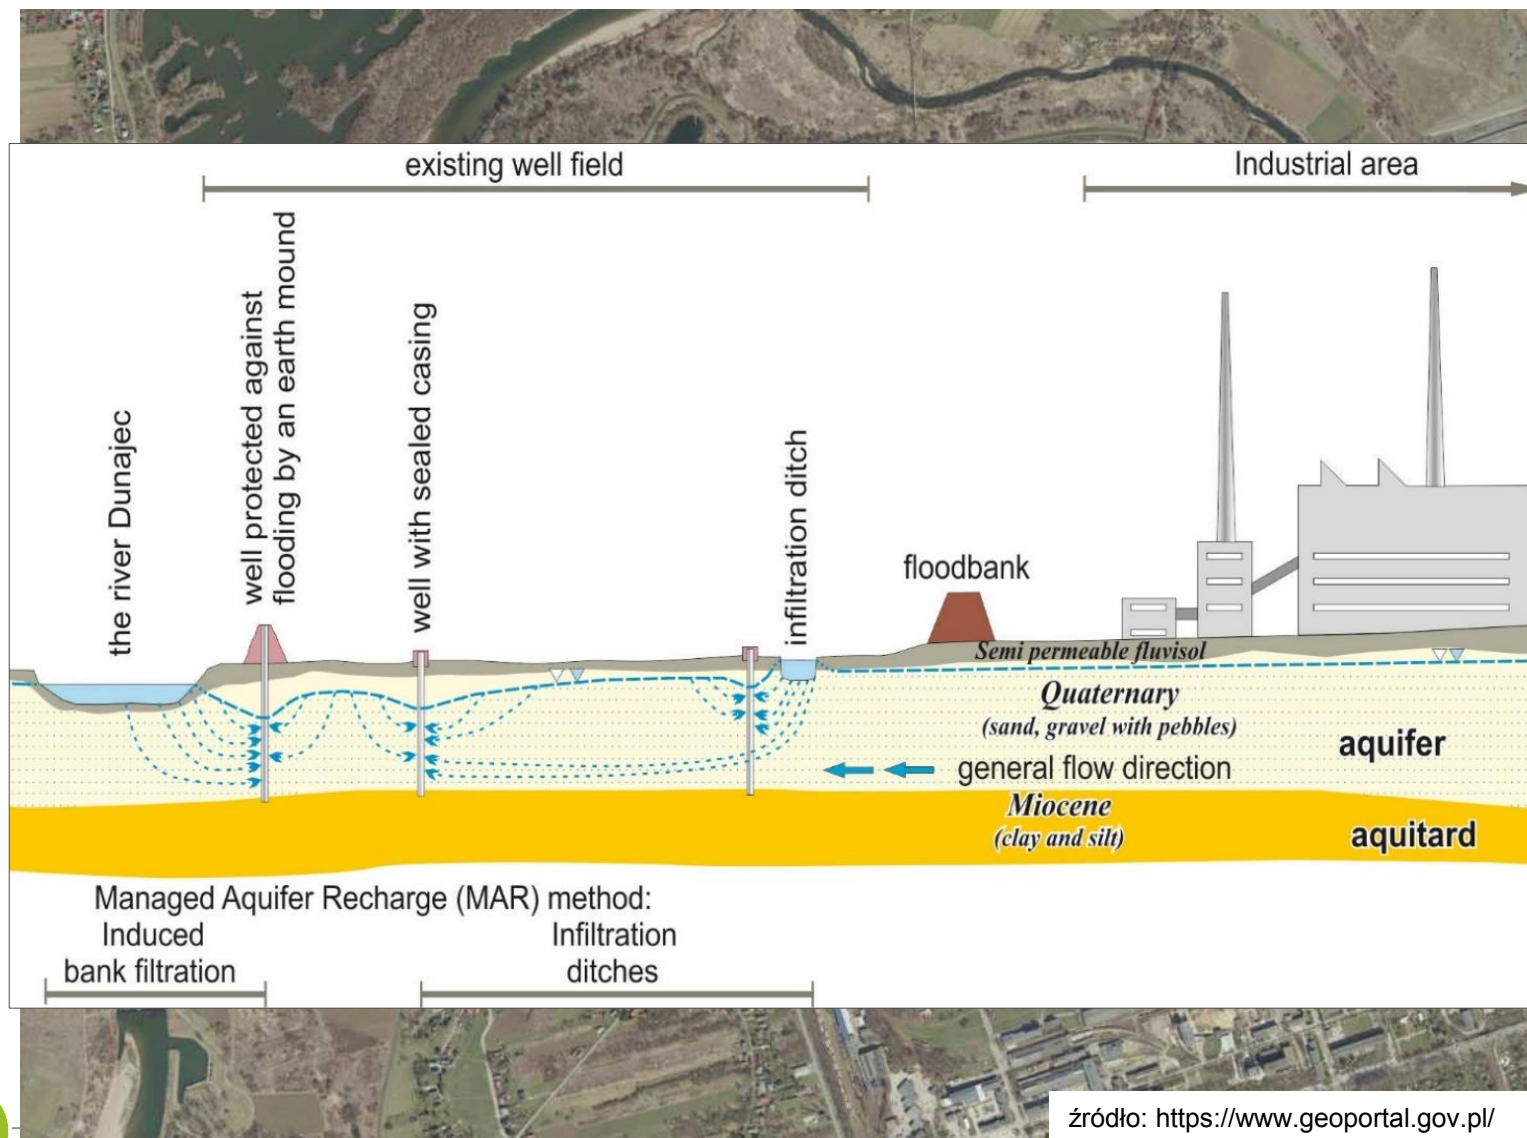 existing well field
Industrial area
the river Dunajec
well protected against
flooding by an earth mound
well with sealed casing
infiltration ditch
floodbank
Semi permeable fluvisol
Quaternary
(sand, gravel with pebbles)
aquifer
general flow direction
Miocene
(clay and silt)
aquitard
Managed Aquifer Recharge (MAR) method:
Induced
bank filtration
Infiltration
ditches
źródło: https://www.geoportal.gov.pl/